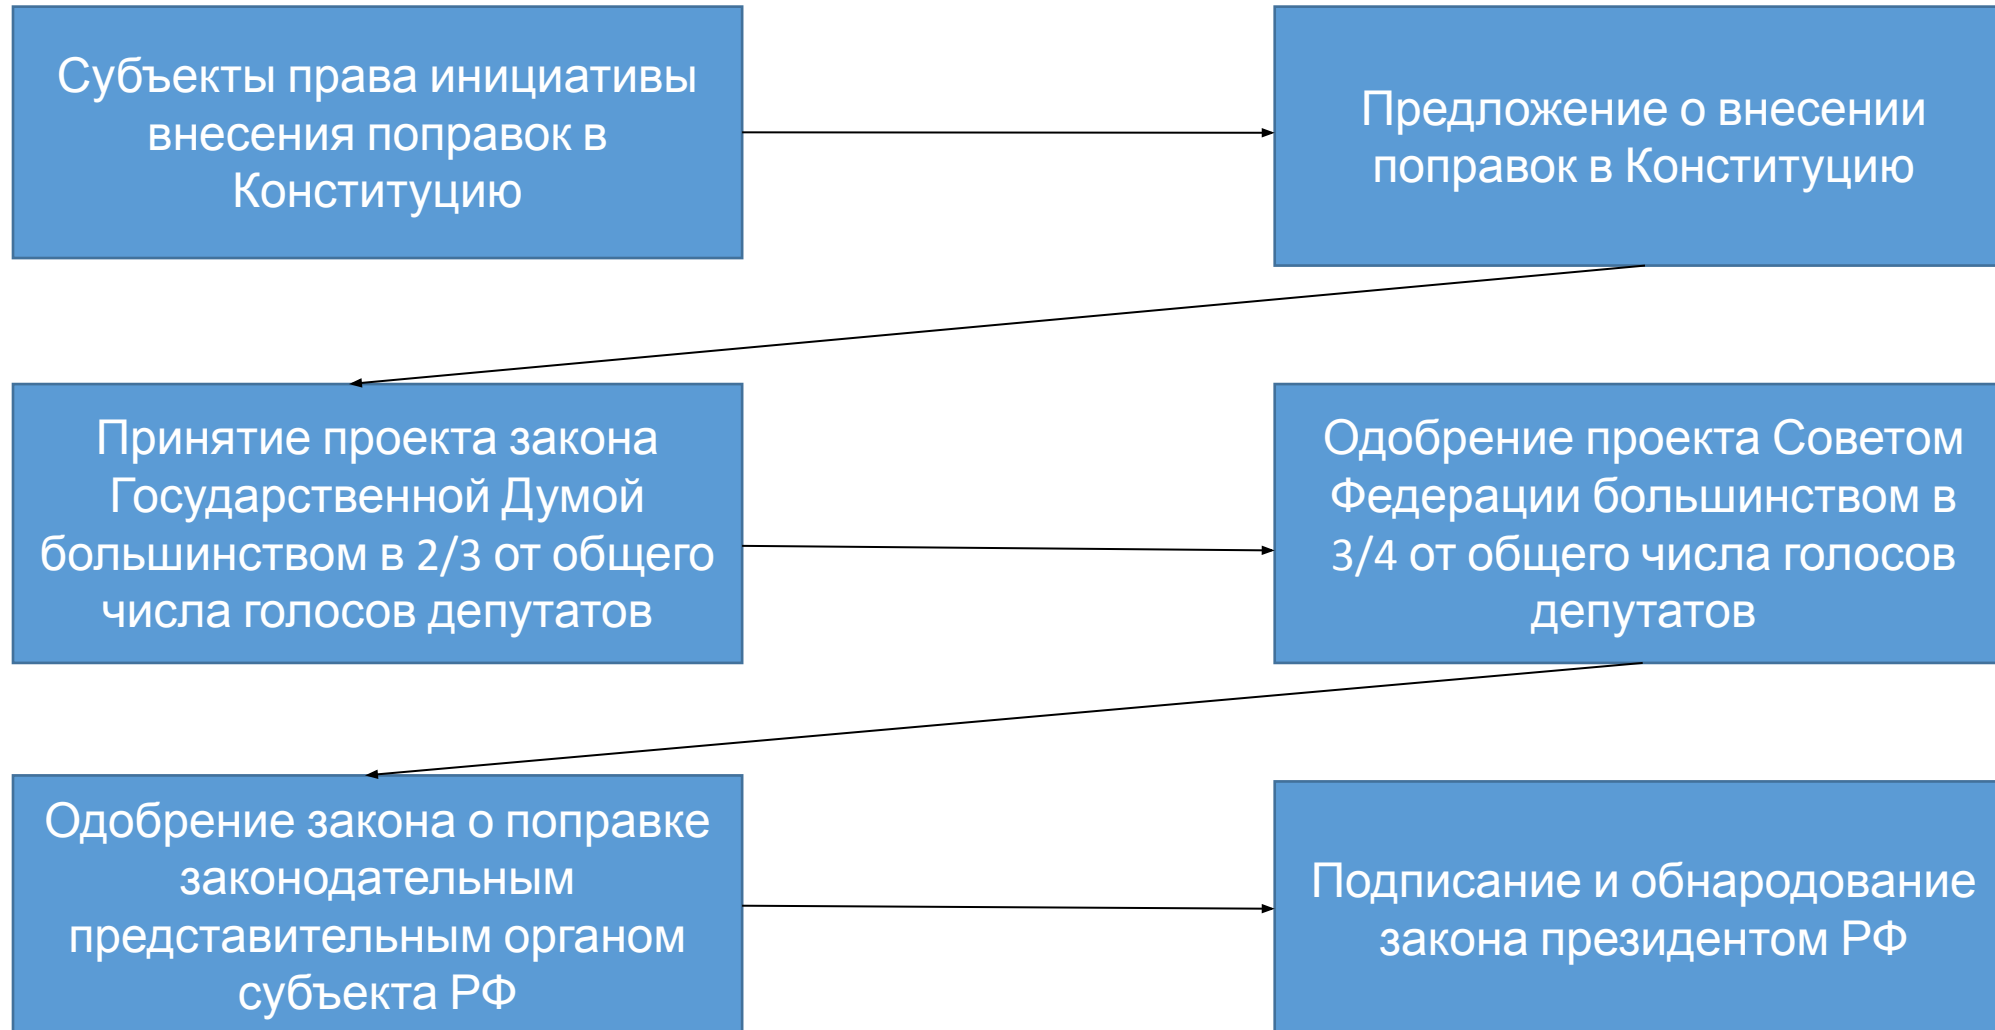 Субъекты права инициативы
внесения поправок в
Конституцию
Предложение о внесении
поправок в Конституцию
Принятие проекта закона
Государственной Думой
большинством в 2/3 от общего
числа голосов депутатов
Одобрение проекта Советом
Федерации большинством в
3/4 от общего числа голосов
депутатов
Одобрение закона о поправке
законодательным
представительным органом
субъекта РФ
Подписание и обнародование
закона президентом РФ